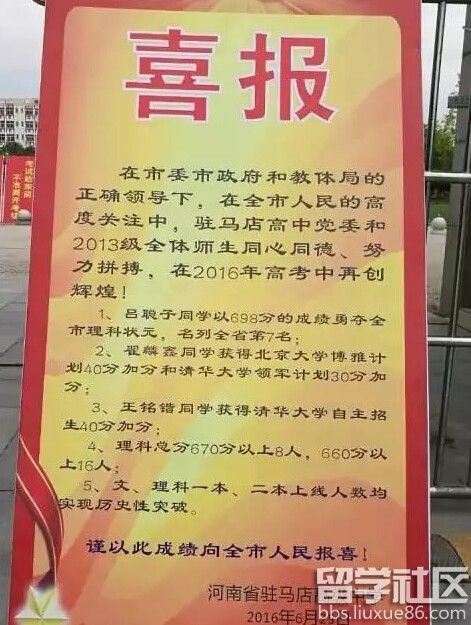 喜报
在市委市政府和教体局的
正确领导下，在全市人民的高
度关注中，驻马店高中党委和
2013级全体师生同心同德、努
力拼搏，在2016年高考中再创
辉煌！
1、吕聪子同学以698分的成绩勇夺全
市理科状元，名列全省第7名；
2、翟麟鑫同学获得北京大学博雅计
划40分加分和清华大学领军计划30分加
分；
3、王铭锴同学获得清华大学自主招
生40分加分；
4、理科总分670分以上8人，660分以
上16人；
5、文、理科一本、二本上线人数均
实现历史性突破。
谨以此成绩向全市人民报喜！
河南省驻马店
2016年6月
留学社区
bbs.liuxue86.com